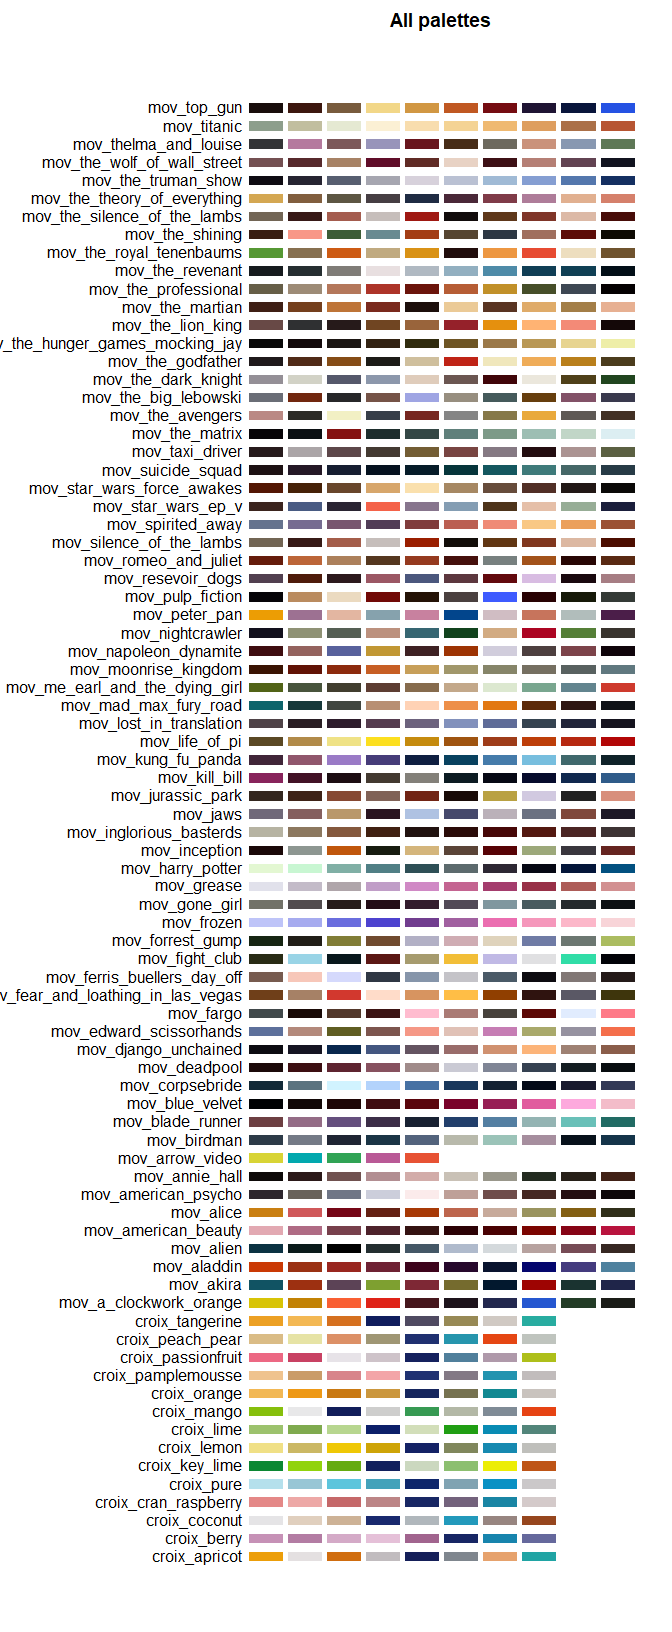 All palettes
mov_top_gun
mov_titanic
mov_thelma_and_louise
mov_the_wolf_of_wall_street
mov_the_truman_show
mov_the_theory_of_everything
mov_the_silence_of_the_lambs
mov_the_shining
mov_the_royal_tenenbaums
mov_the_revenant
mov_the_professional
mov_the_martian
mov_the_lion_king
v_the_hunger_games_mocking_jay
mov_the_godfather
mov_the_dark_knight
mov_the_big_lebowski
mov_the_avengers
mov_the_matrix
mov_taxi_driver
mov_suicide_squad
mov_star_wars_force_awakes
mov_star_wars_ep_v
mov_spirited_away
mov_silence_of_the_lambs
mov_romeo_and_juliet
mov_resevoir_dogs
mov_pulp_fiction
mov_peter_pan
mov_nightcrawler
mov_napoleon_dynamite
mov_moonrise_kingdom
mov_me_earl_and_the_dying_girl
mov_mad_max_fury_road
mov_lost_in_translation
mov_life_of_pi
mov_kung_fu_panda
mov_kill_bill
mov_jurassic_park
mov_jaws
mov_inglorious_basterds
mov_inception
mov_harry_potter
mov_grease
mov_gone_girl
mov_frozen
mov_forrest_gump
mov_fight_club
mov_ferris_buellers_day_off
v_fear_and_loathing_in_las_vegas
mov_fargo
mov_edward_scissorhands
mov_django_unchained
mov_deadpool
mov_corpsebride
mov_blue_velvet
mov_blade_runner
mov_birdman
mov_arrow_video
mov_annie_hall
mov_american_psycho
mov_alice
mov_american_beauty
mov_alien
mov_aladdin
mov_akira
mov_a_clockwork_orange
croix_tangerine
croix_peach_pear
croix_passionfruit
croix_pamplemousse
croix_orange
croix_mango
croix_lime
croix_lemon
croix_key_lime
croix_pure
croix_cran_raspberry
croix_coconut
croix_berry
croix_apricot